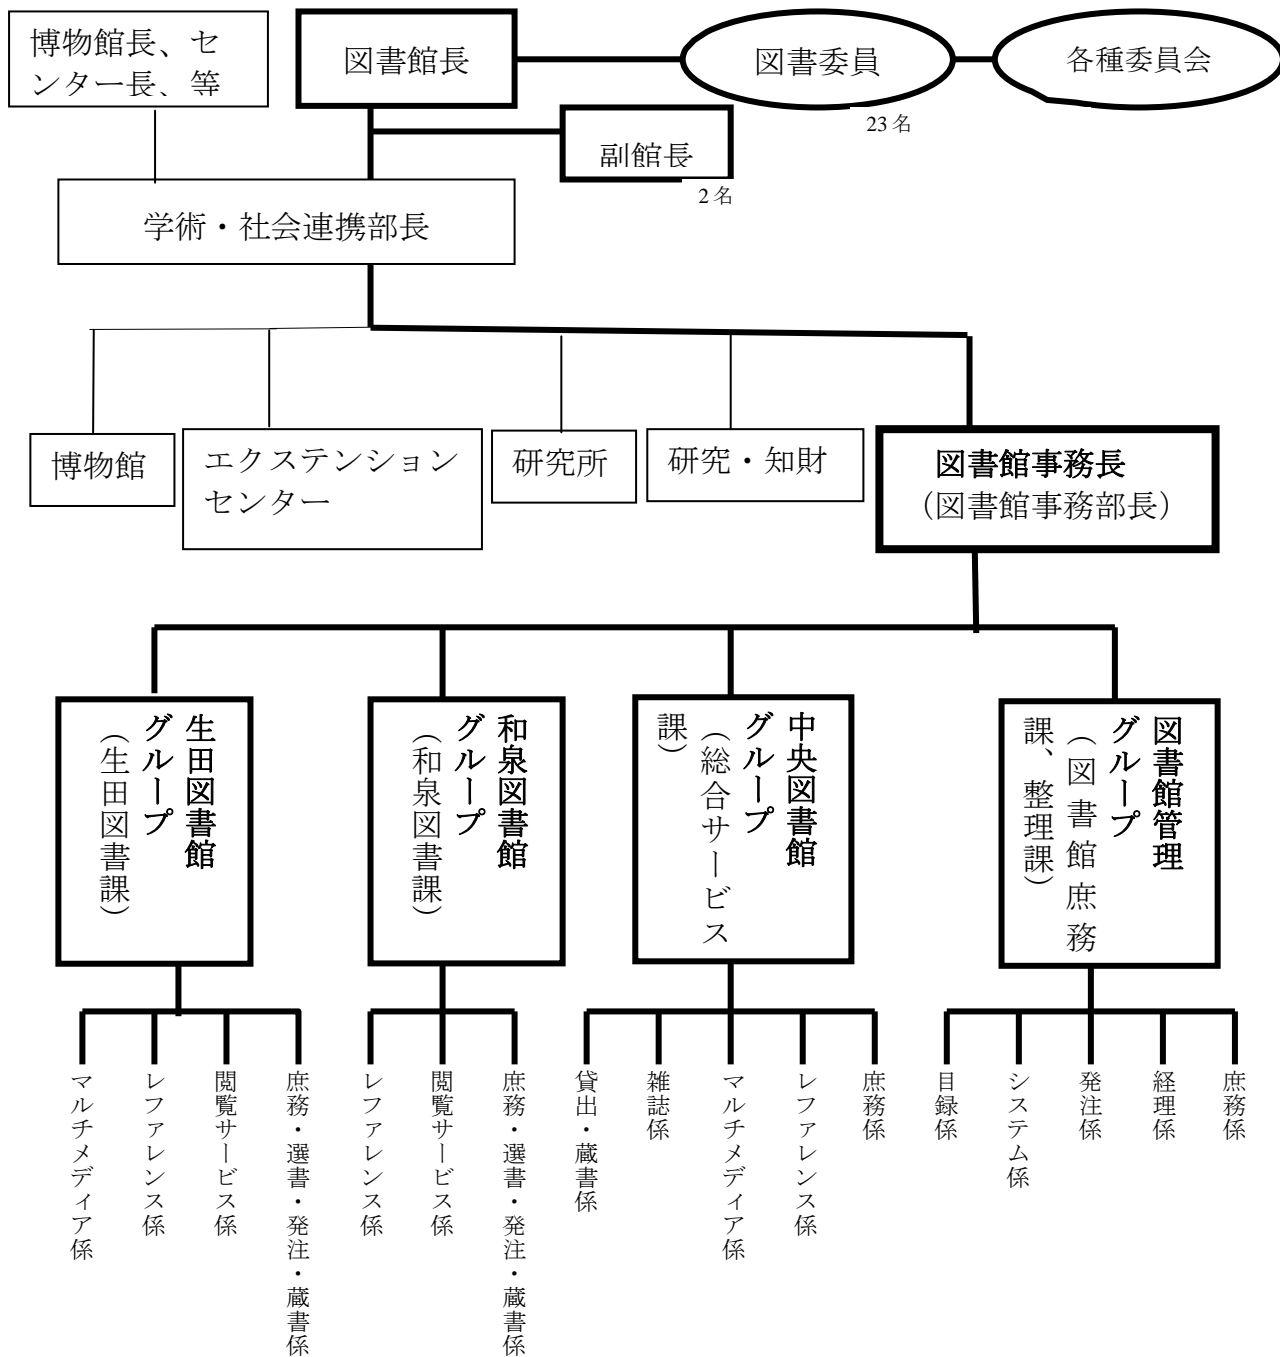 博物館長、セ
ンター長、等
図書館長
図書委員
各種委員会
23 名
副館長
2 名
学術・社会連携部長
博物館
エクステンション
センター
研究所
研究・知財
図書館事務長
（図書館事務部長）
生田図書館
グループ
（生田図書課）
和泉図書館
グループ
（和泉図書課）
中央図書館
グループ
（総合サービス
課）
図書館管理
グループ
（図書館庶務
課、整理課）
マルチメディア係
レファレンス係
閲覧サービス係
庶務・選書・発注・蔵書係
レファレンス係
閲覧サービス係
庶務・選書・発注・蔵書係
貸出・蔵書係
雑誌係
マルチメディア係
レファレンス係
庶務係
目録係
システム係
発注係
経理係
庶務係